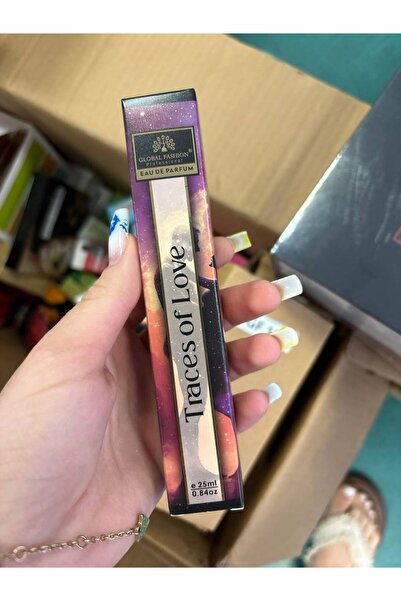 GLOBAL FASHION®
Professional
EAU DE PARFUM
Traces of Love
e 25ml
0.84oz